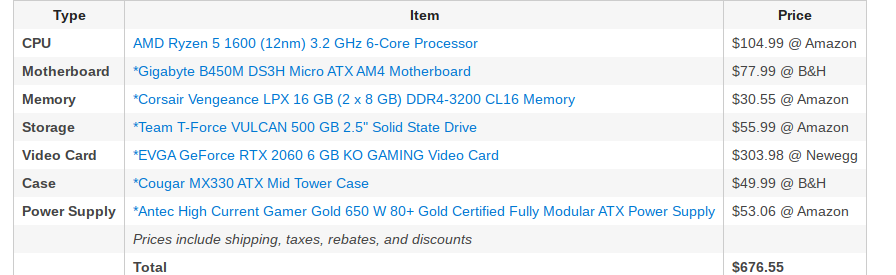 Type Item Price
CPU AMD Ryzen 5 1600 (12nm) 3.2 GHz 6-Core Processor $104.99 @ Amazon
Motherboard *Gigabyte B450M DS3H Micro ATX AM4 Motherboard $77.99 @ B&H
Memory *Corsair Vengeance LPX 16 GB (2 x 8 GB) DDR4-3200 CL16 Memory $30.55 @ Amazon
Storage *Team T-Force VULCAN 500 GB 2.5" Solid State Drive $55.99 @ Amazon
Video Card *EVGA GeForce RTX 2060 6 GB KO GAMING Video Card $303.98 @ Newegg
Case *Cougar MX330 ATX Mid Tower Case $49.99 @ B&H
Power Supply *Antec High Current Gamer Gold 650 W 80+ Gold Certified Fully Modular ATX Power Supply $53.06 @ Amazon
Prices include shipping, taxes, rebates, and discounts
Total $676.55